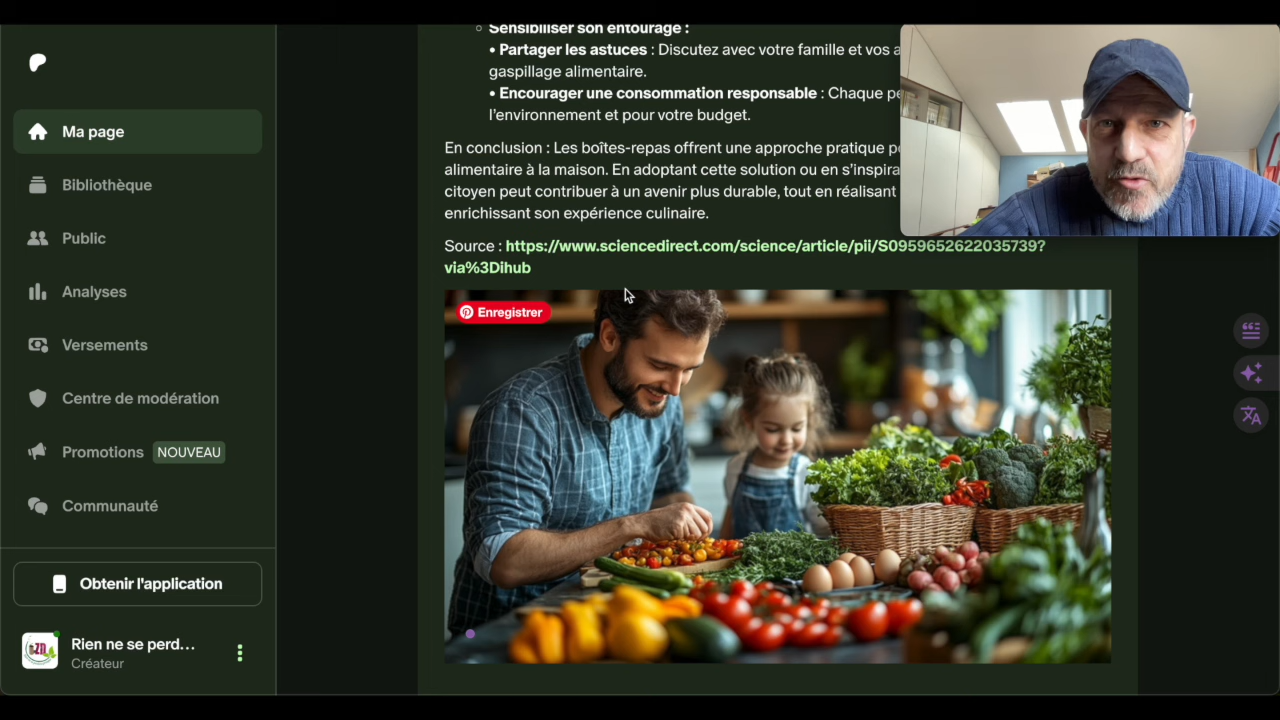 Ma page
Bibliothèque
Public
Analyses
Versements
Centre de modération
Promotions NOUVEAU
Communauté
Obtenir l'application
Rien ne se perd…
Créateur
Sensibiliser son entourage :
• Partager les astuces : Discutez avec votre famille et vos
gaspillage alimentaire.
• Encourager une consommation responsable : Chaque
l'environnement et pour votre budget.
En conclusion : Les boîtes-repas offrent une approche pratique
alimentaire à la maison. En adoptant cette solution ou en
citoyen peut contribuer à un avenir plus durable, tout en réalisant
enrichissant son expérience culinaire.
Source : https://www.sciencedirect.com/science/article/pii/S0959652622035739?
via%3Dihub
Enregistrer